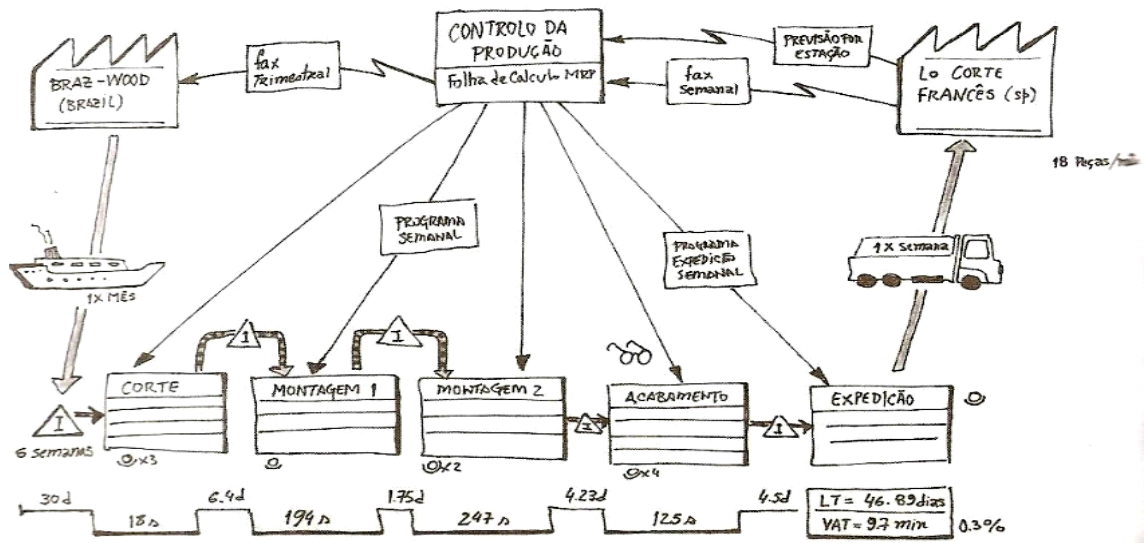 BRAZ-WOOD
(BRAZIL)
fax
Trimestral
CONTROLO DA
PRODUÇÃO
Folha de Calculo MRP
PREVISÃO POR
ESTAÇÃO
fax
Semanal
LO CORTE
FRANCÊS (sp)
18 Peças/
PROGRAMA
SEMANAL
PROGRAMA
EXPEDIÇÃO
SEMANAL
1X Semana
1X MÊS
I
I
CORTE
MONTAGEM 1
MONTAGEM 2
ACABAMENTO
EXPEDIÇÃO
I
I
I
6 semanas
x3
x2
x4
30d
6.4d
1.75d
4.23d
4.5d
18s
194s
247s
125s
LT = 46.89 dias
VAT = 9.7 min
0.3%